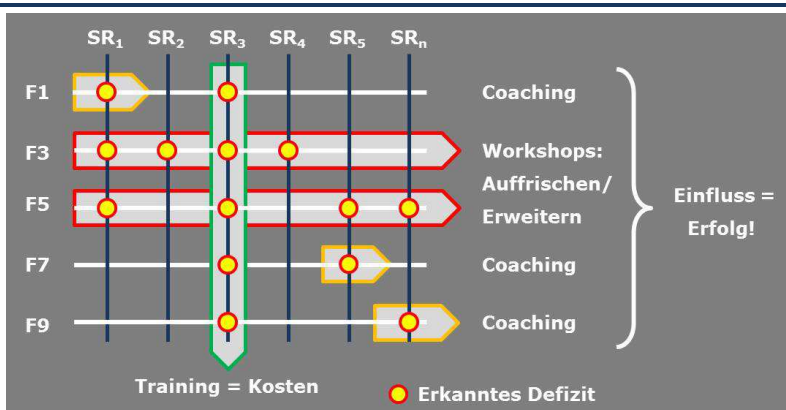 SR₁ SR₂ SR₃ SR₄ SR₅ SRₙ
F1 Coaching
F3 Workshops:
Auffrischen/
F5 Erweitern
Einfluss =
Erfolg!
F7 Coaching
F9 Coaching
Training = Kosten
Erkanntes Defizit